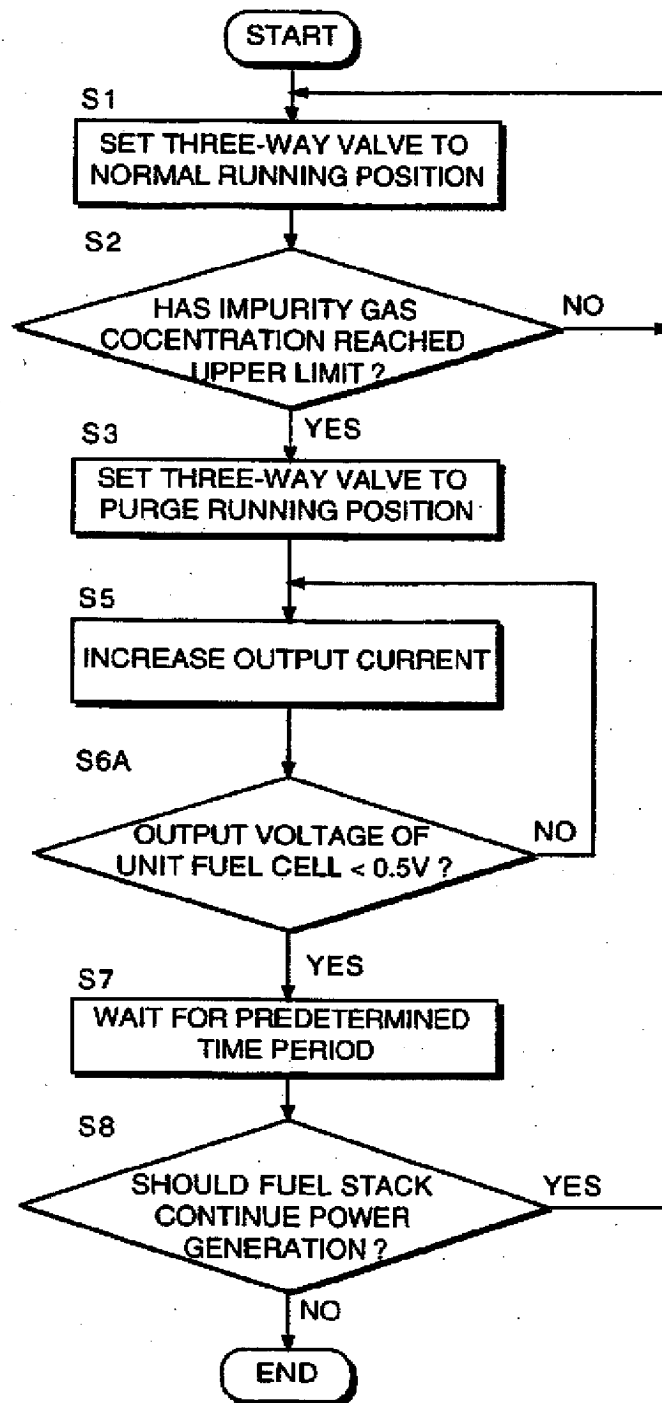 START
S1
SET THREE-WAY VALVE TO
NORMAL RUNNING POSITION
S2
HAS IMPURITY GAS
COCENTRATION REACHED
UPPER LIMIT ?
NO
YES
S3
SET THREE-WAY VALVE TO
PURGE RUNNING POSITION
S5
INCREASE OUTPUT CURRENT
S6A
OUTPUT VOLTAGE OF
UNIT FUEL CELL < 0.5V ?
NO
YES
S7
WAIT FOR PREDETERMINED
TIME PERIOD
S8
SHOULD FUEL STACK
CONTINUE POWER
GENERATION ?
YES
NO
END